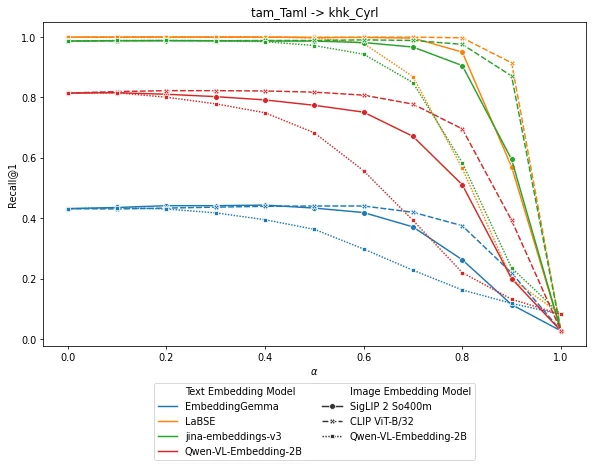 tam_Taml -> khk_Cyrl
1.0
0.8
0.6
0.4
0.2
0.0
Recall@1
0.0 0.2 0.4 0.6 0.8 1.0
α
Text Embedding Model Image Embedding Model
EmbeddingGemma SigLIP 2 So400m
LaBSE CLIP ViT-B/32
jina-embeddings-v3 Qwen-VL-Embedding-2B
Qwen-VL-Embedding-2B